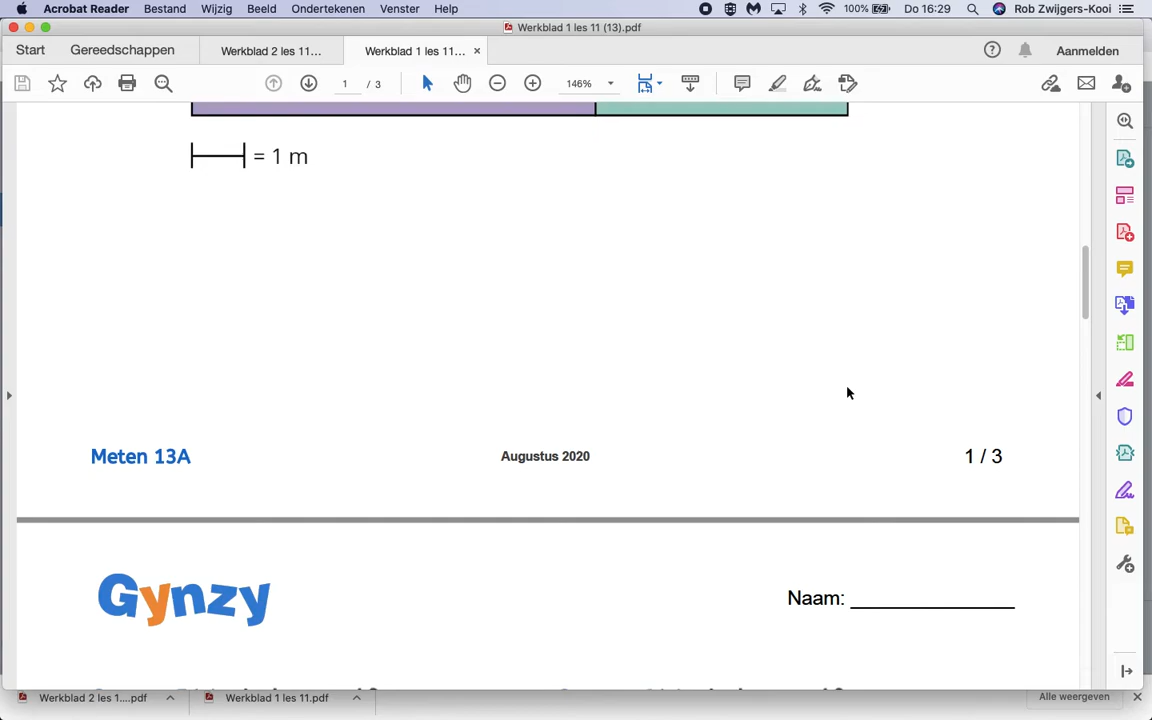 Acrobat Reader Bestand Wijzig Beeld Ondertekenen Venster Help 100% Do 16:29 Rob Zwijgers-Kooi
Werkblad 1 les 11 (13).pdf
Start Gereedschappen Werkblad 2 les 11... Werkblad 1 les 11... × Aanmelden
1 / 3 146%
= 1 m
Meten 13A Augustus 2020 1 / 3
Gynzy Naam:
Werkblad 2 les 1....pdf Werkblad 1 les 11.pdf Alle weergeven